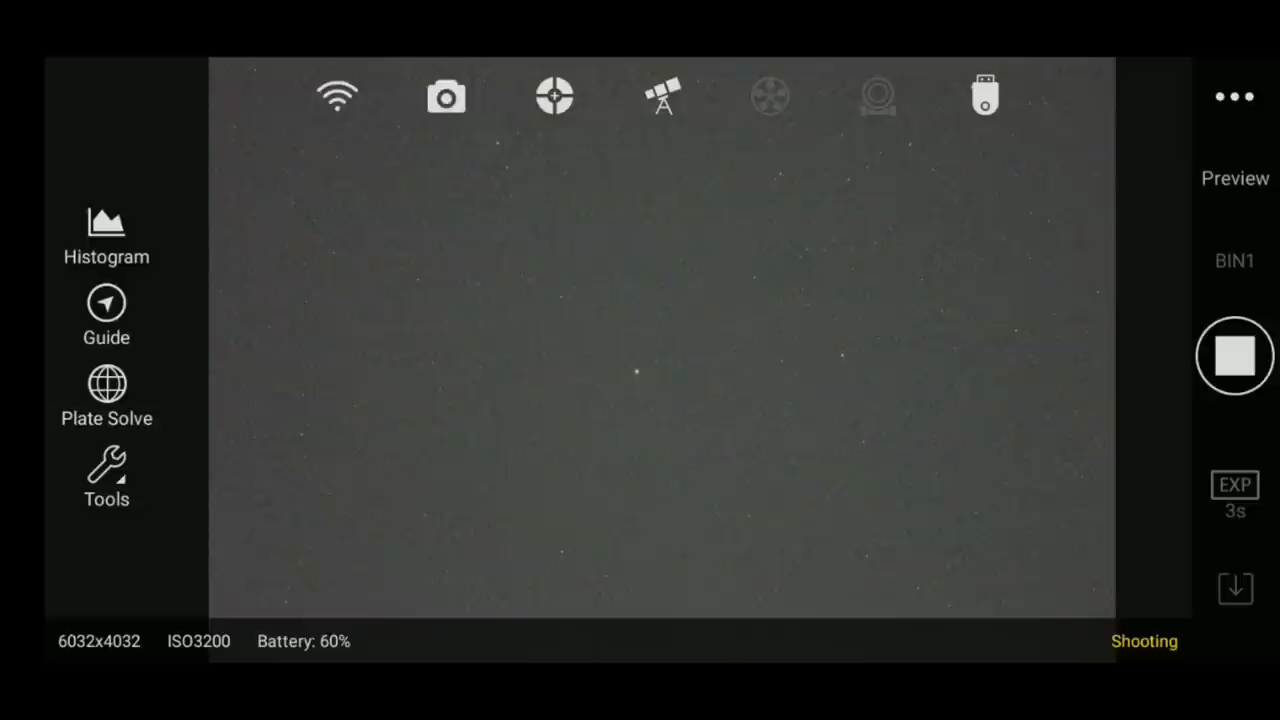 Preview
Histogram
BIN1
Guide
Plate Solve
EXP
Tools
3s
6032x4032 ISO3200 Battery: 60% Shooting